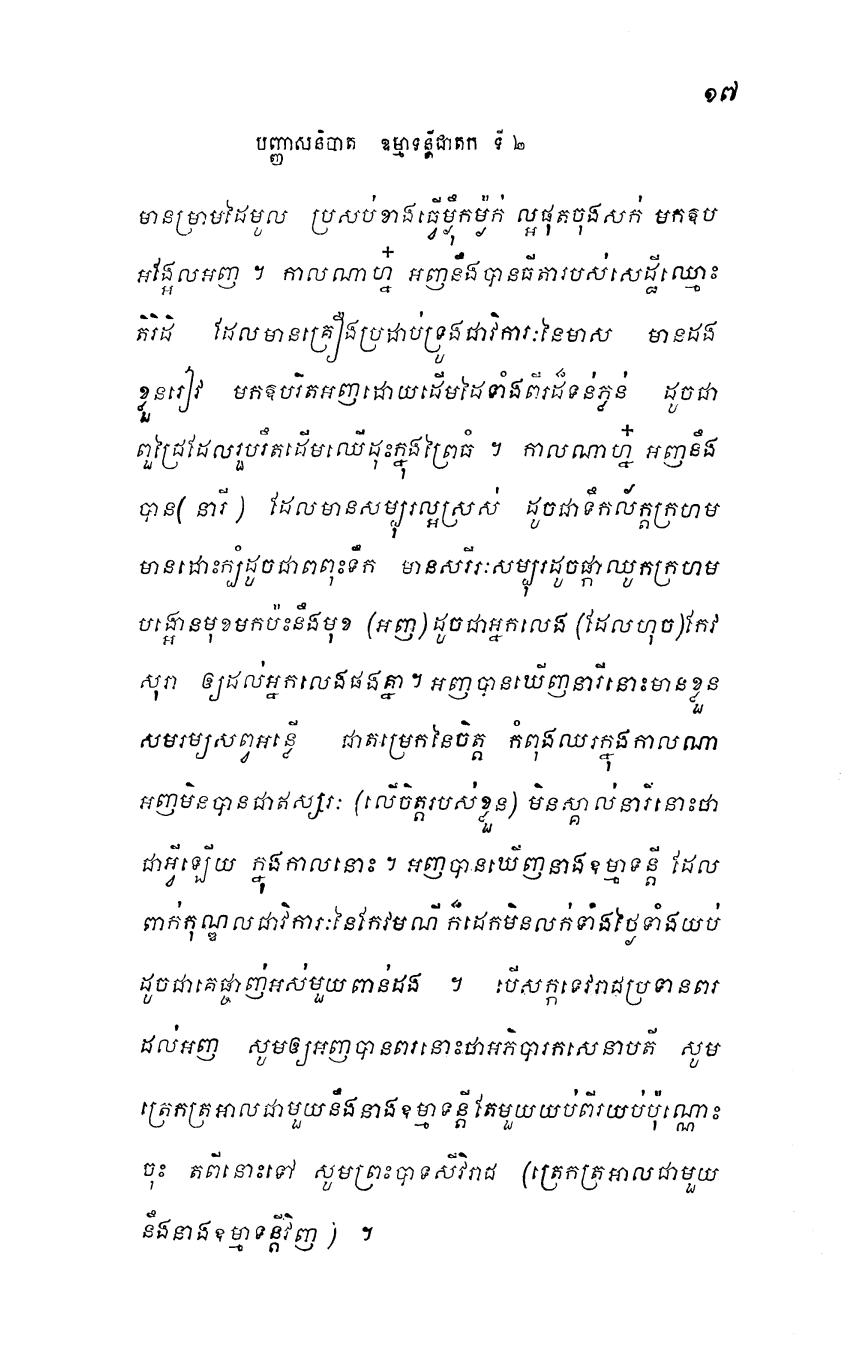 ១៧
បញ្ញាសនិបាត ឧម្មាទន្តីជាតក ទី ២
មានម្រាមដៃមូល ប្រសប់ខាងធ្វើម្លឹកម្លក់ ល្អផុតចុងសក់ មកឱប
អង្អែលអញ ។ កាលណាហ្ន៎ អញនឹងបានធីតារបស់សេដ្ឋីឈ្មោះ
តិរិដិ ដែលមានគ្រឿងប្រដាប់ទ្រូងជាវិការៈនៃមាស មានដង
ខ្លួនរៀវ មកឱបរឹតអញដោយដើមដៃទាំងពីរដ៏ទន់ភ្លន់ ដូចជា
ពួជ្រៃដែលរួបរឹតដើមឈើដុះក្នុងព្រៃធំ ។ កាលណាហ្ន៎ អញនឹង
បាន( នារី ) ដែលមានសម្បុរល្អស្រស់ ដូចជាទឹកល័ក្តក្រហម
មានដោះក្បំដូចជាពពុះទឹក មានសរីរៈសម្បុរដូចផ្កាឈូកក្រហម
បង្អោនមុខមកប៉ះនឹងមុខ (អញ)ដូចជាអ្នកលេង (ដែលហុច)កែវ
សុរា ឲ្យដល់អ្នកលេងផងគ្នា។ អញបានឃើញនារីនោះមានខ្លួន
សមរម្យសព្វអន្លើ ជាតម្រេកនៃចិត្ត កំពុងឈរក្នុងកាលណា
អញមិនបានជាឥស្សរៈ (លើចិត្តរបស់ខ្លួន) មិនស្គាល់នារីនោះថា
ជាអ្វីឡើយ ក្នុងកាលនោះ ។ អញបានឃើញនាងឧម្មាទន្តី ដែល
ពាក់កុណ្ឌលជាវិការៈនៃកែវមណី ក៏ដេកមិនលក់ទាំងថ្ងៃទាំងយប់
ដូចជាគេផ្ចាញ់អស់មួយពាន់ដង ។ បើសក្កទេវរាជប្រទានពរ
ដល់អញ សូមឲ្យអញបានពរនោះថាអភិបារកសេនាបតី សូម
ត្រេកត្រអាលជាមួយនឹងនាងឧម្មាទន្តីតែមួយយប់ពីរយប់ប៉ុណ្ណោះ
ចុះ តពីនោះទៅ សូមព្រះបាទសីវិរាជ (ត្រេកត្រអាលជាមួយ
នឹងនាងឧម្មាទន្តីវិញ ) ។